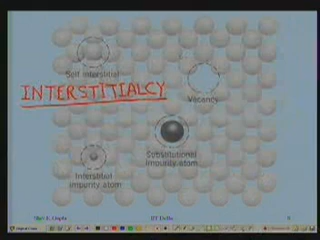 Self interstitial
INTERSTITIALCY
Vacancy
Substitutional
impurity atom
Interstitial
impurity atom
IIT Delhi